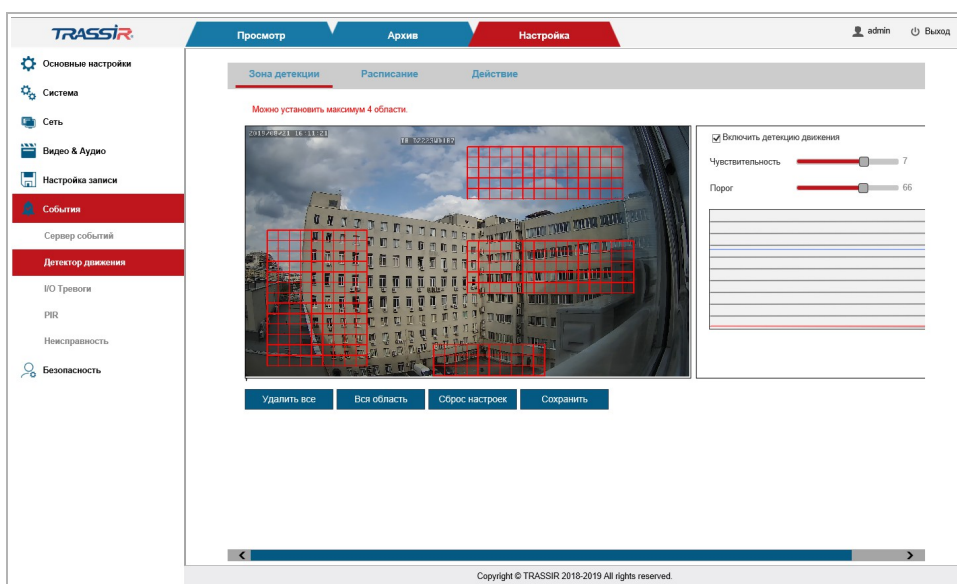 TRASSIR
Просмотр
Архив
Настройка
admin
Выход
Основные настройки
Система
Сеть
Видео & Аудио
Настройка записи
События
Сервер событий
Детектор движения
I/O Тревоги
PIR
Неисправность
Безопасность
Зона детекции
Расписание
Действие
Можно установить максимум 4 области.
Включить детекцию движения
Чувствительность
7
Порог
66
Удалить все
Вся область
Сброс настроек
Сохранить
Copyright © TRASSIR 2018-2019 All rights reserved.